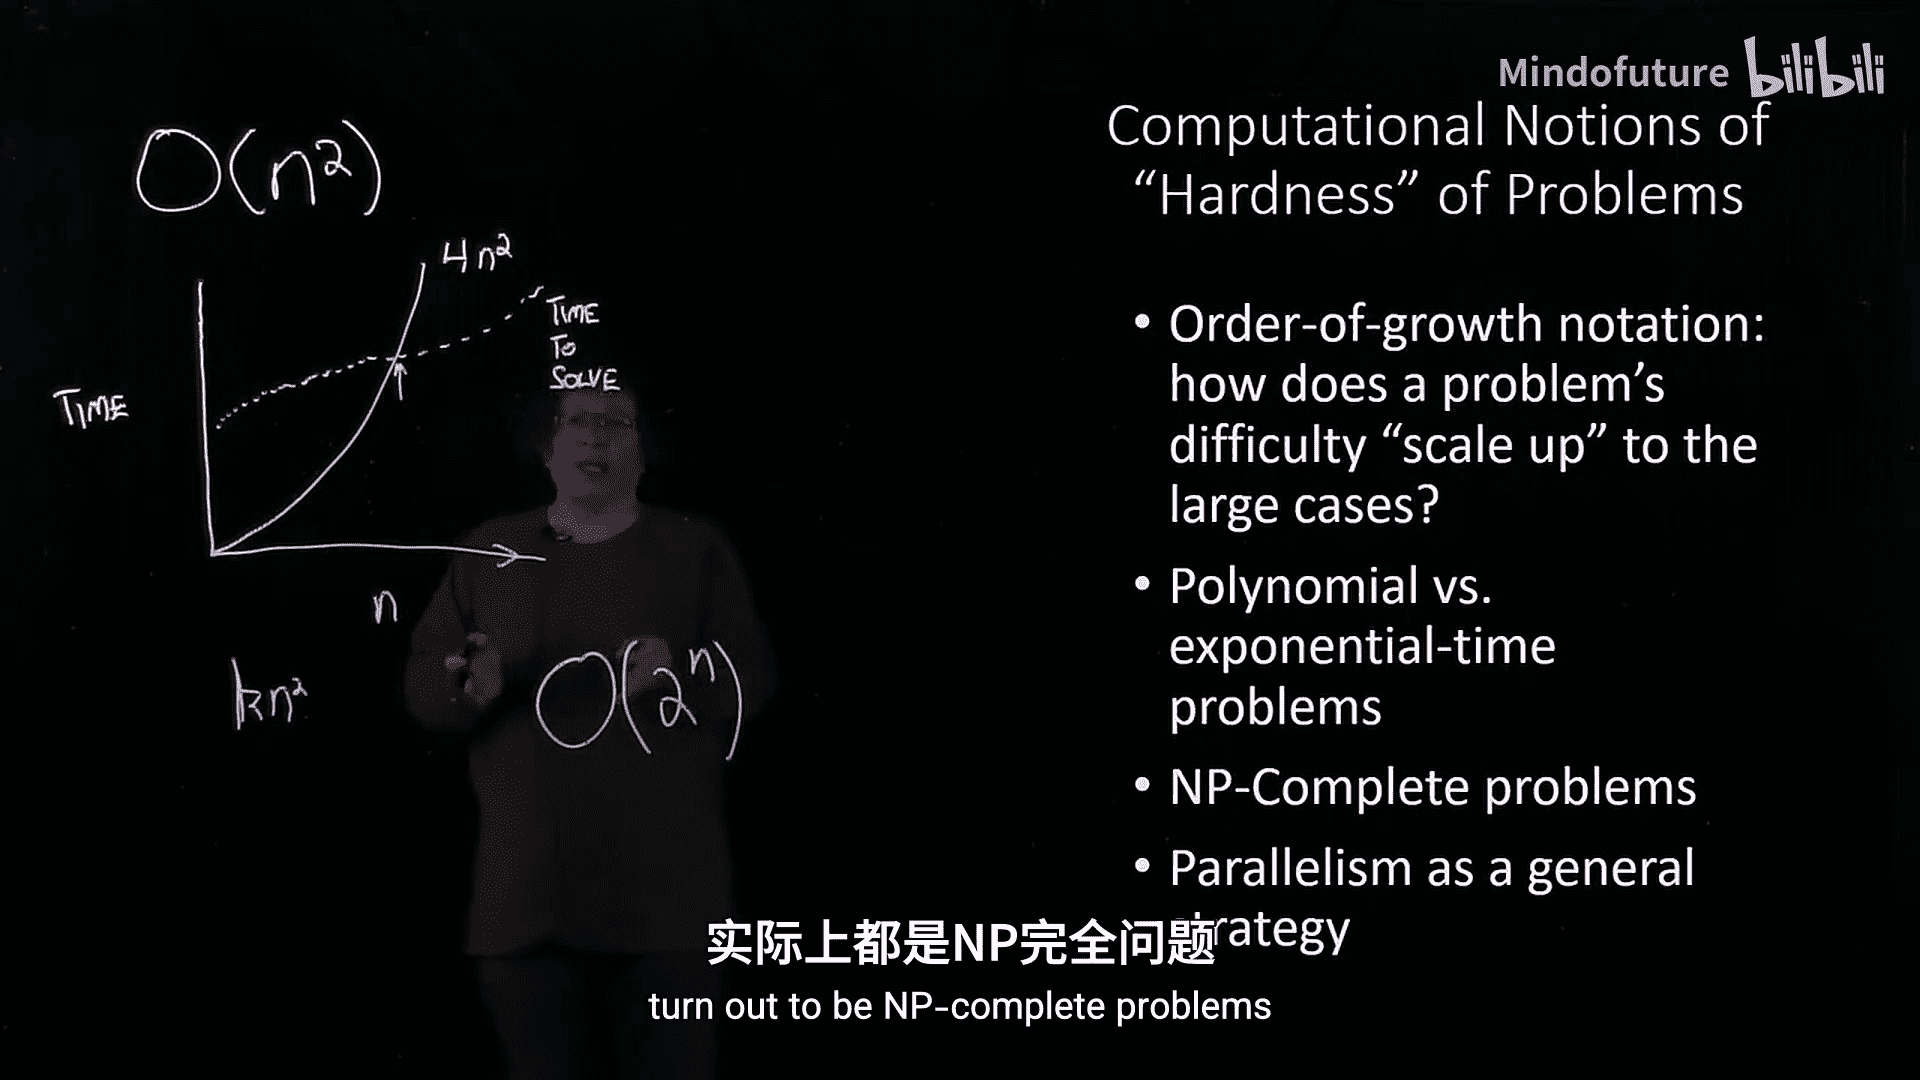 Mindofuture bilibili
Computational Notions of
“Hardness” of Problems
O(n²)
4n²
TIME
TO
SOLVE
TIME
n
kn²
O(2ⁿ)
• Order-of-growth notation:
how does a problem’s
difficulty “scale up” to the
large cases?
• Polynomial vs.
exponential-time
problems
• NP-Complete problems
• Parallelism as a general
strategy
实际上都是NP完全问题
turn out to be NP-complete problems